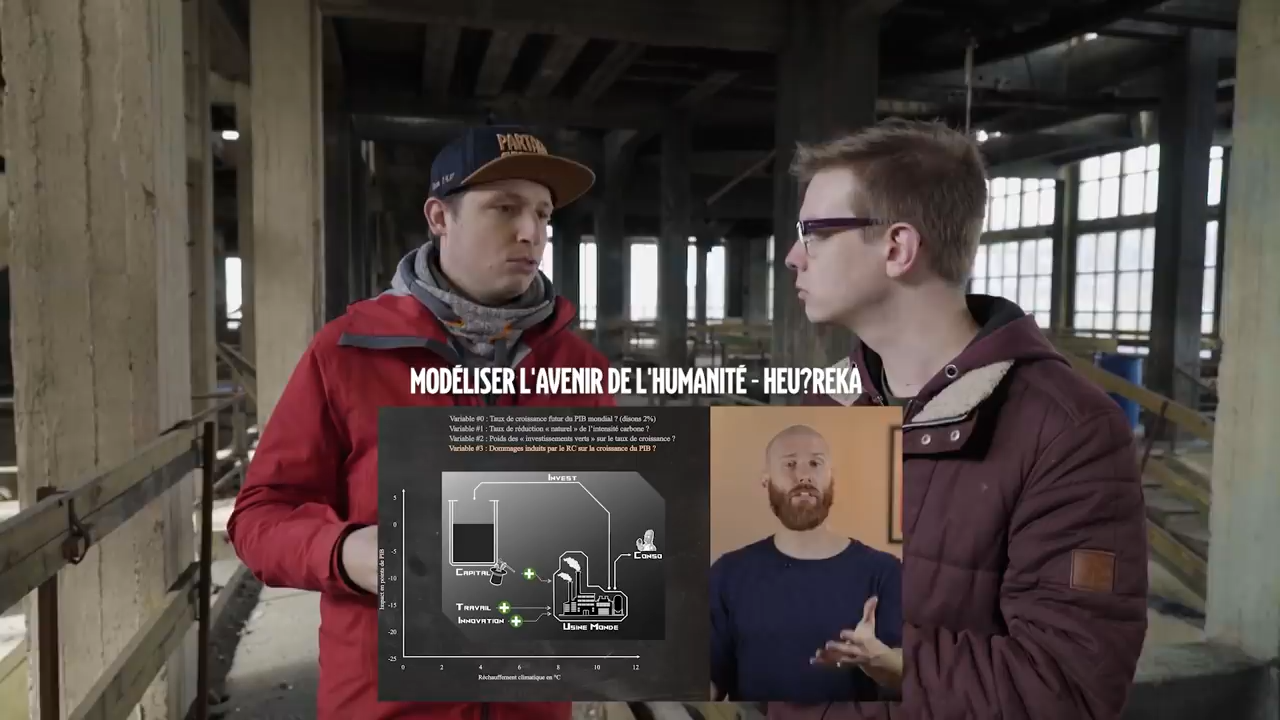 MODÉLISER L'AVENIR DE L'HUMANITÉ - HEU?REKA
Variable #0 : Taux de croissance futur du PIB mondial ? (disons 2%)
Variable #1 : Taux de réduction « naturel » de l'intensité carbone ?
Variable #2 : Poids des « investissements verts » sur le taux de croissance ?
Variable #3 : Dommages induits par le RC sur la croissance du PIB ?
INVEST
CAPITAL
CONSO
TRAVAIL
INNOVATION
USINE MONDE
Impact en points de PIB
5
0
-5
-10
-15
-20
-25
0 2 4 6 8 10 12
Réchauffement climatique en °C